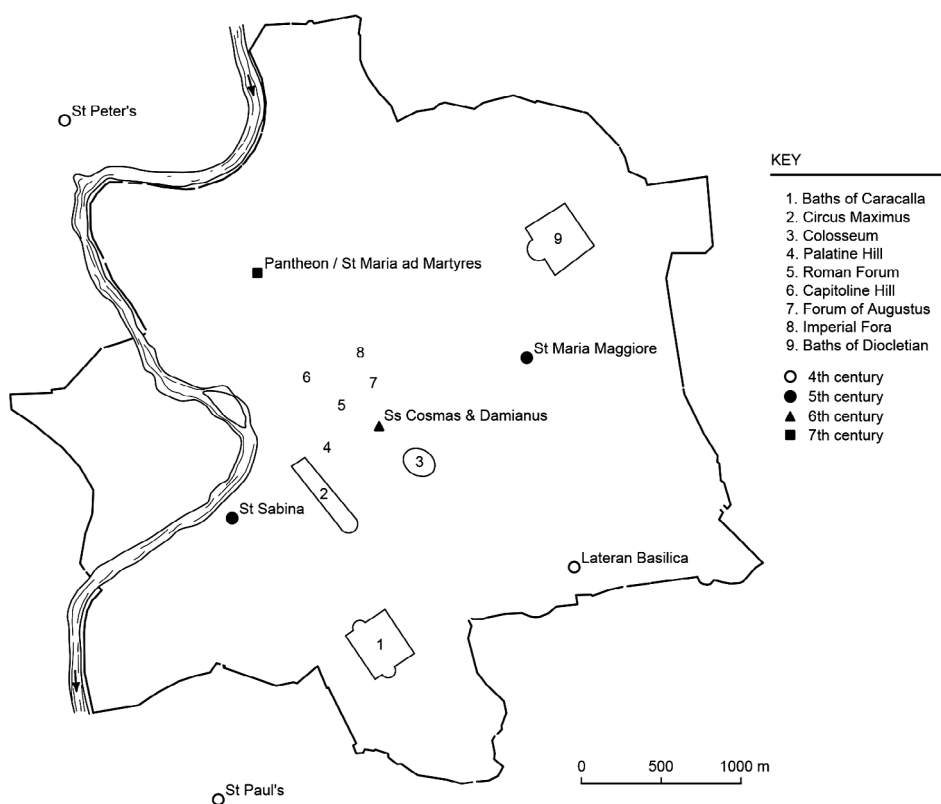 St Peter's
Pantheon / St Maria ad Martyres
9
St Maria Maggiore
8
6
7
5
Ss Cosmas & Damianus
4
3
2
St Sabina
Lateran Basilica
1
St Paul's
0 500 1000 m
KEY
1. Baths of Caracalla
2. Circus Maximus
3. Colosseum
4. Palatine Hill
5. Roman Forum
6. Capitoline Hill
7. Forum of Augustus
8. Imperial Fora
9. Baths of Diocletian
4th century
5th century
6th century
7th century